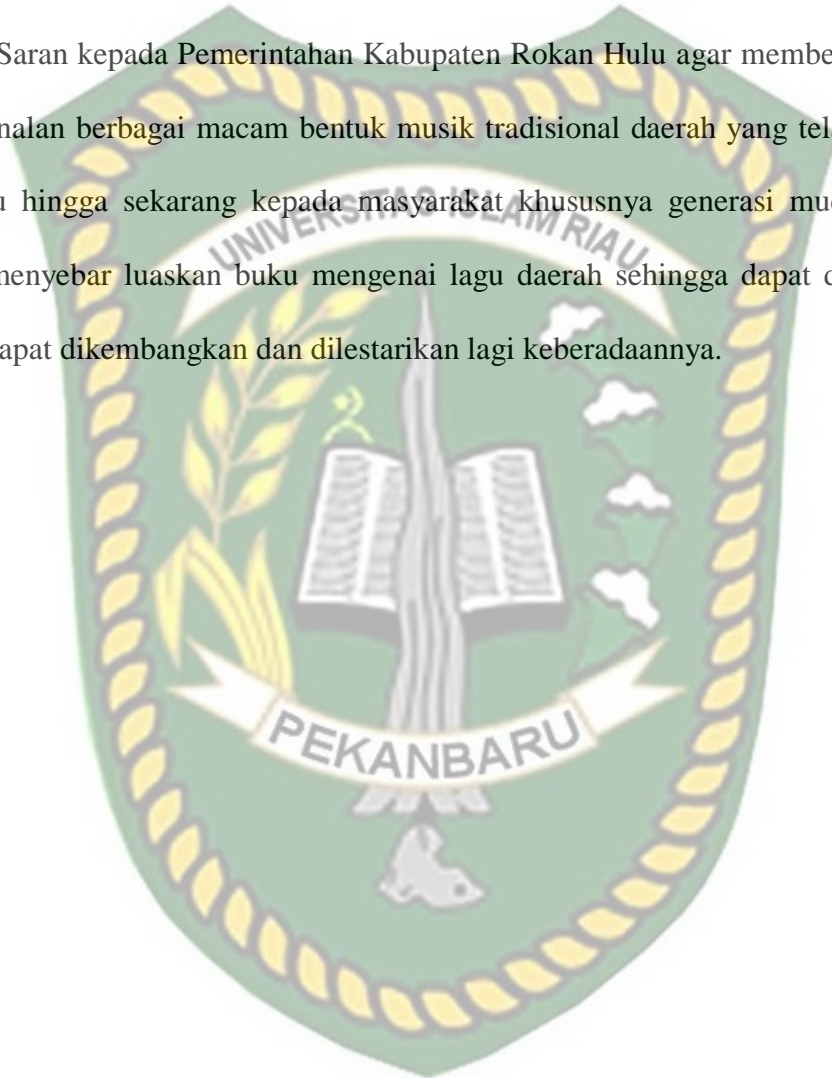 Saran kepada Pemerintahan Kabupaten Rokan Hulu agar membe
nalan berbagai macam bentuk musik tradisional daerah yang tel
hingga sekarang kepada masyarakat khususnya generasi mu
menyebar luaskan buku mengenai lagu daerah sehingga dapat
apat dikembangkan dan dilestarikan lagi keberadaannya.
UNIVERSITAS ISLAM RIAU
PEKANBARU